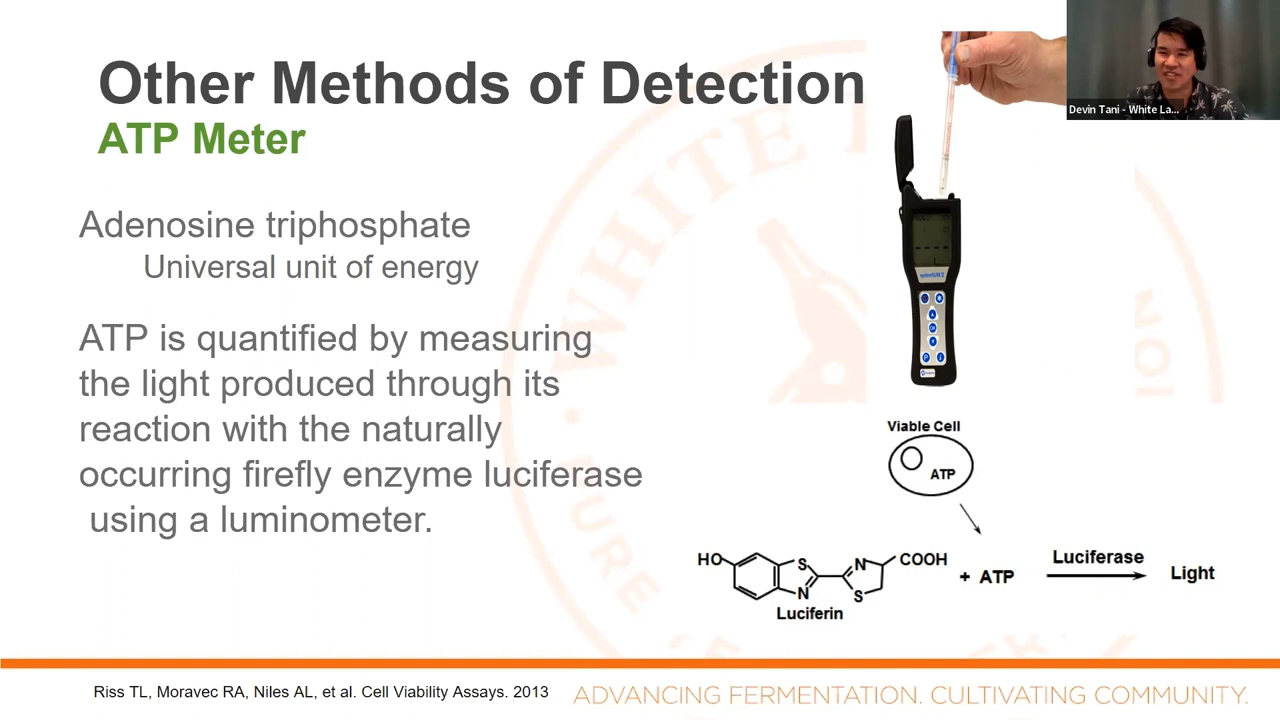 Other Methods of Detection
ATP Meter
Devin Tani - White La...
Adenosine triphosphate
Universal unit of energy
ATP is quantified by measuring
the light produced through its
reaction with the naturally
occurring firefly enzyme luciferase
using a luminometer.
Viable Cell
ATP
HO
S
N
N
S
COOH
+ ATP
Luciferase
Light
Luciferin
Riss TL, Moravec RA, Niles AL, et al. Cell Viability Assays. 2013
ADVANCING FERMENTATION. CULTIVATING COMMUNITY.